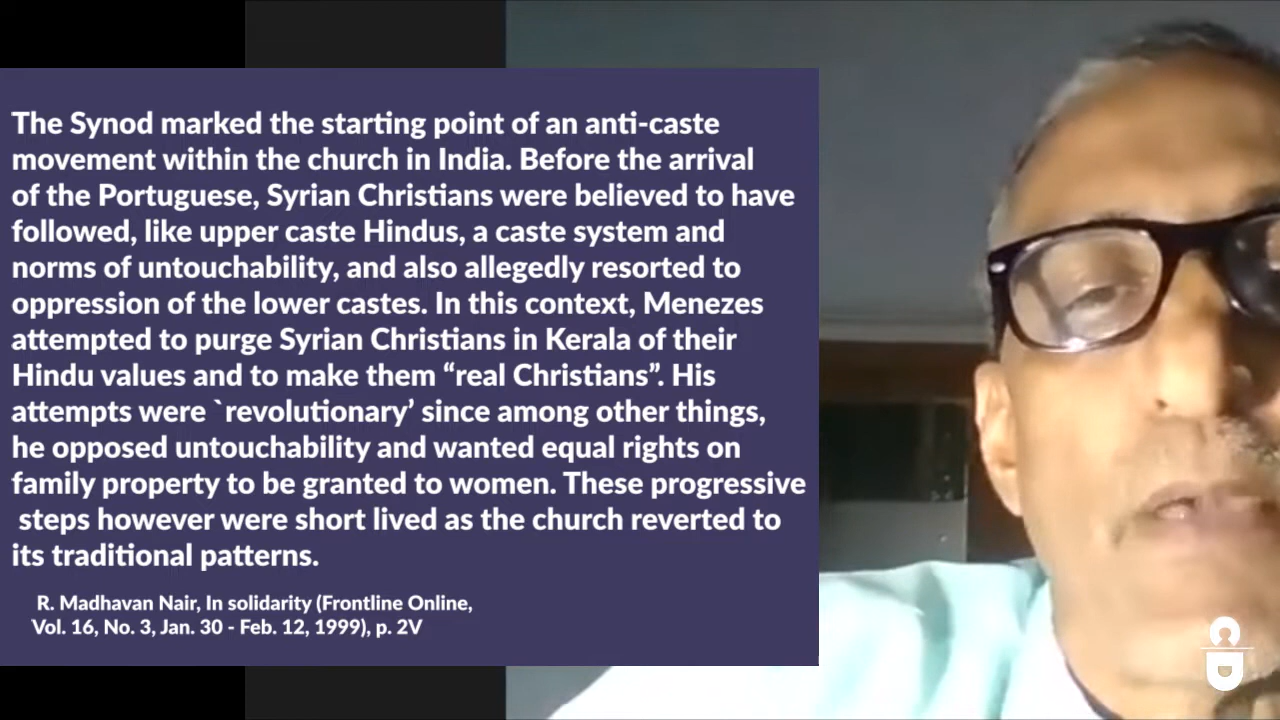 The Synod marked the starting point of an anti-caste
movement within the church in India. Before the arrival
of the Portuguese, Syrian Christians were believed to have
followed, like upper caste Hindus, a caste system and
norms of untouchability, and also allegedly resorted to
oppression of the lower castes. In this context, Menezes
attempted to purge Syrian Christians in Kerala of their
Hindu values and to make them “real Christians”. His
attempts were `revolutionary’ since among other things,
he opposed untouchability and wanted equal rights on
family property to be granted to women. These progressive
steps however were short lived as the church reverted to
its traditional patterns.
R. Madhavan Nair, In solidarity (Frontline Online,
Vol. 16, No. 3, Jan. 30 - Feb. 12, 1999), p. 2V